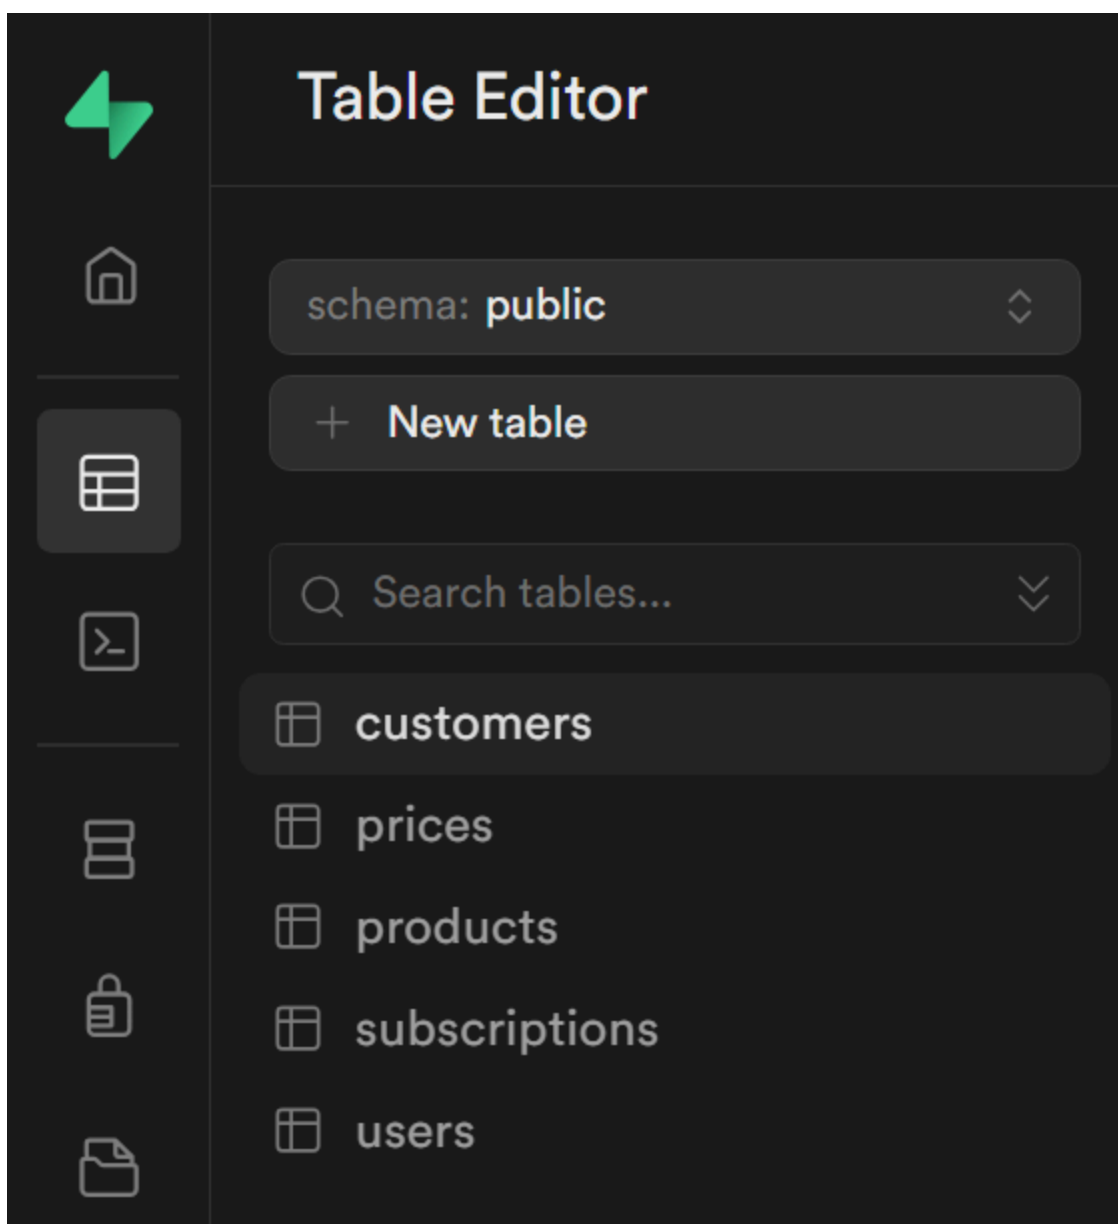 Table Editor
schema: public
New table
Search tables...
customers
prices
products
subscriptions
users